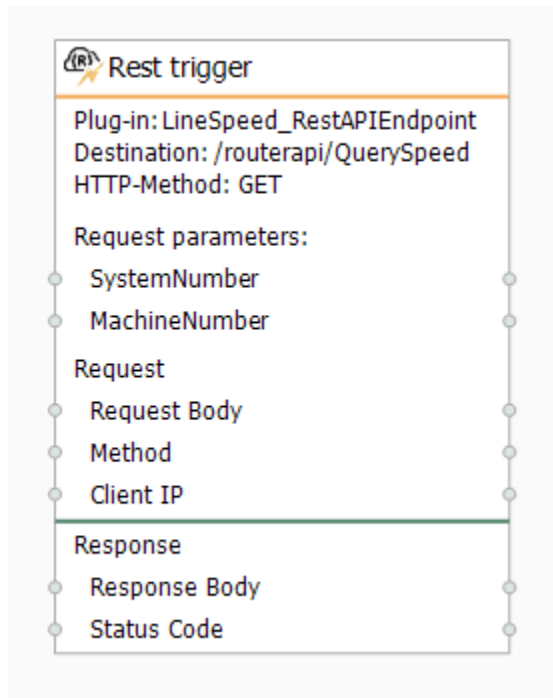 Rest trigger
Plug-in: LineSpeed_RestAPIEndpoint
Destination: /routerapi/QuerySpeed
HTTP-Method: GET
Request parameters:
SystemNumber
MachineNumber
Request
Request Body
Method
Client IP
Response
Response Body
Status Code